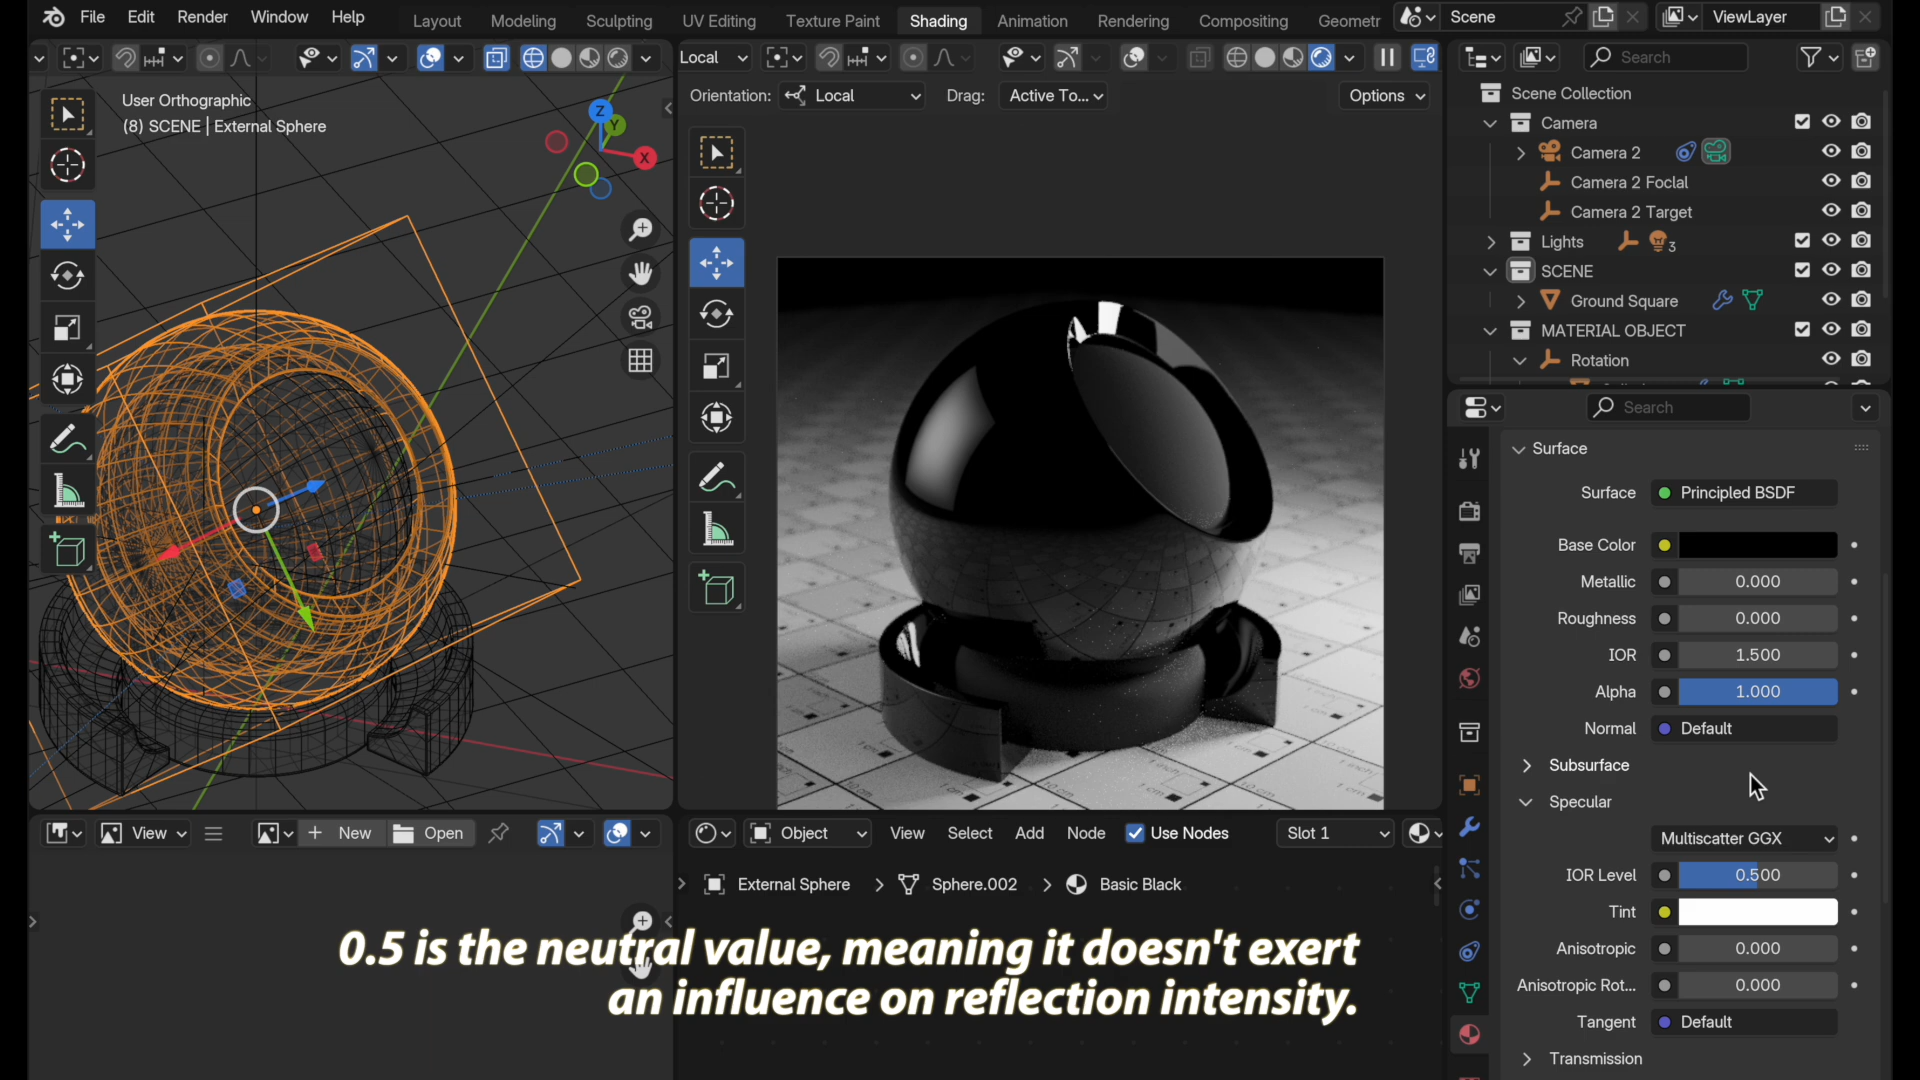 File Edit Render Window Help Layout Modeling Sculpting UV Editing Texture Paint Shading Animation Rendering Compositing Geometr Scene ViewLayer
Local
Search
Orientation: Local Drag: Active To... Options
User Orthographic
(8) SCENE | External Sphere
Z
Y
X
Scene Collection
Camera
Camera 2
Camera 2 Foclal
Camera 2 Target
Lights 3
SCENE
Ground Square
MATERIAL OBJECT
Rotation
Search
Surface
Surface Principled BSDF
Base Color
Metallic 0.000
Roughness 0.000
IOR 1.500
Alpha 1.000
Normal Default
Subsurface
Specular
Multiscatter GGX
IOR Level 0.500
Tint
Anisotropic 0.000
Anisotropic Rot... 0.000
Tangent Default
Transmission
View New Open
Object View Select Add Node Use Nodes Slot 1
External Sphere > Sphere.002 > Basic Black
0.5 is the neutral value, meaning it doesn't exert
an influence on reflection intensity.